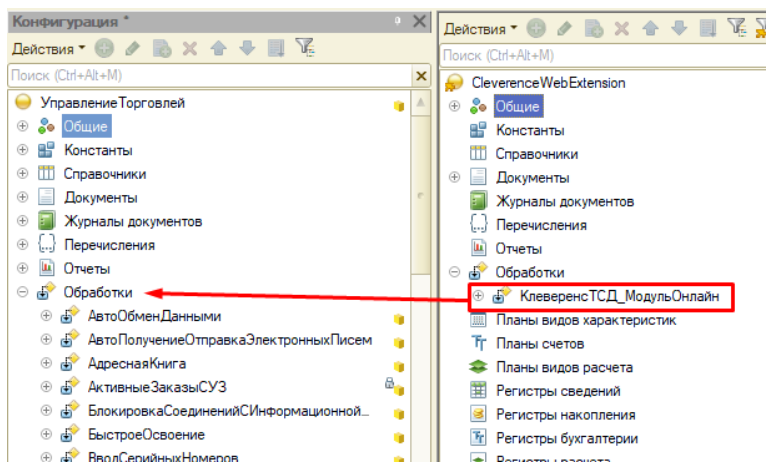 Конфигурация *
Действия
Поиск (Ctrl+Alt+M)
УправлениеТорговлей
Общие
Константы
Справочники
Документы
Журналы документов
Перечисления
Отчеты
Обработки
АвтоОбменДанными
АвтоПолучениеОтправкаЭлектронныхПисем
АдреснаяКнига
АктивныеЗаказыСУЗ
БлокировкаСоединенийСИнформационной...
БыстроеОсвоение
ВводСерийныхНомеров
Действия
Поиск (Ctrl+Alt+M)
CleverenceWebExtension
Общие
Константы
Справочники
Документы
Журналы документов
Перечисления
Отчеты
Обработки
КлеверенсТСД_МодульОнлайн
Планы видов характеристик
Планы счетов
Планы видов расчета
Регистры сведений
Регистры накопления
Регистры бухгалтерии
Регистры расчета